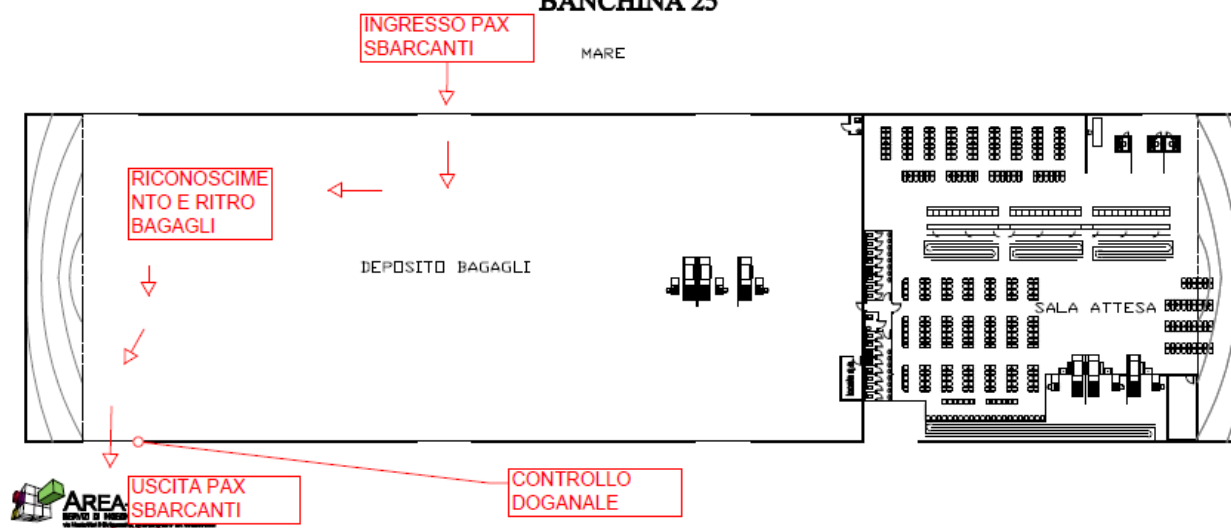 BANCHINA 25
INGRESSO PAX
SBARCANTI
MARE
RICONOSCIME
NTO E RITRO
BAGAGLI
DEPOSITO BAGAGLI
SALA ATTESA
CONTROLLO
DOGANALE
USCITA PAX
SBARCANTI
AREA